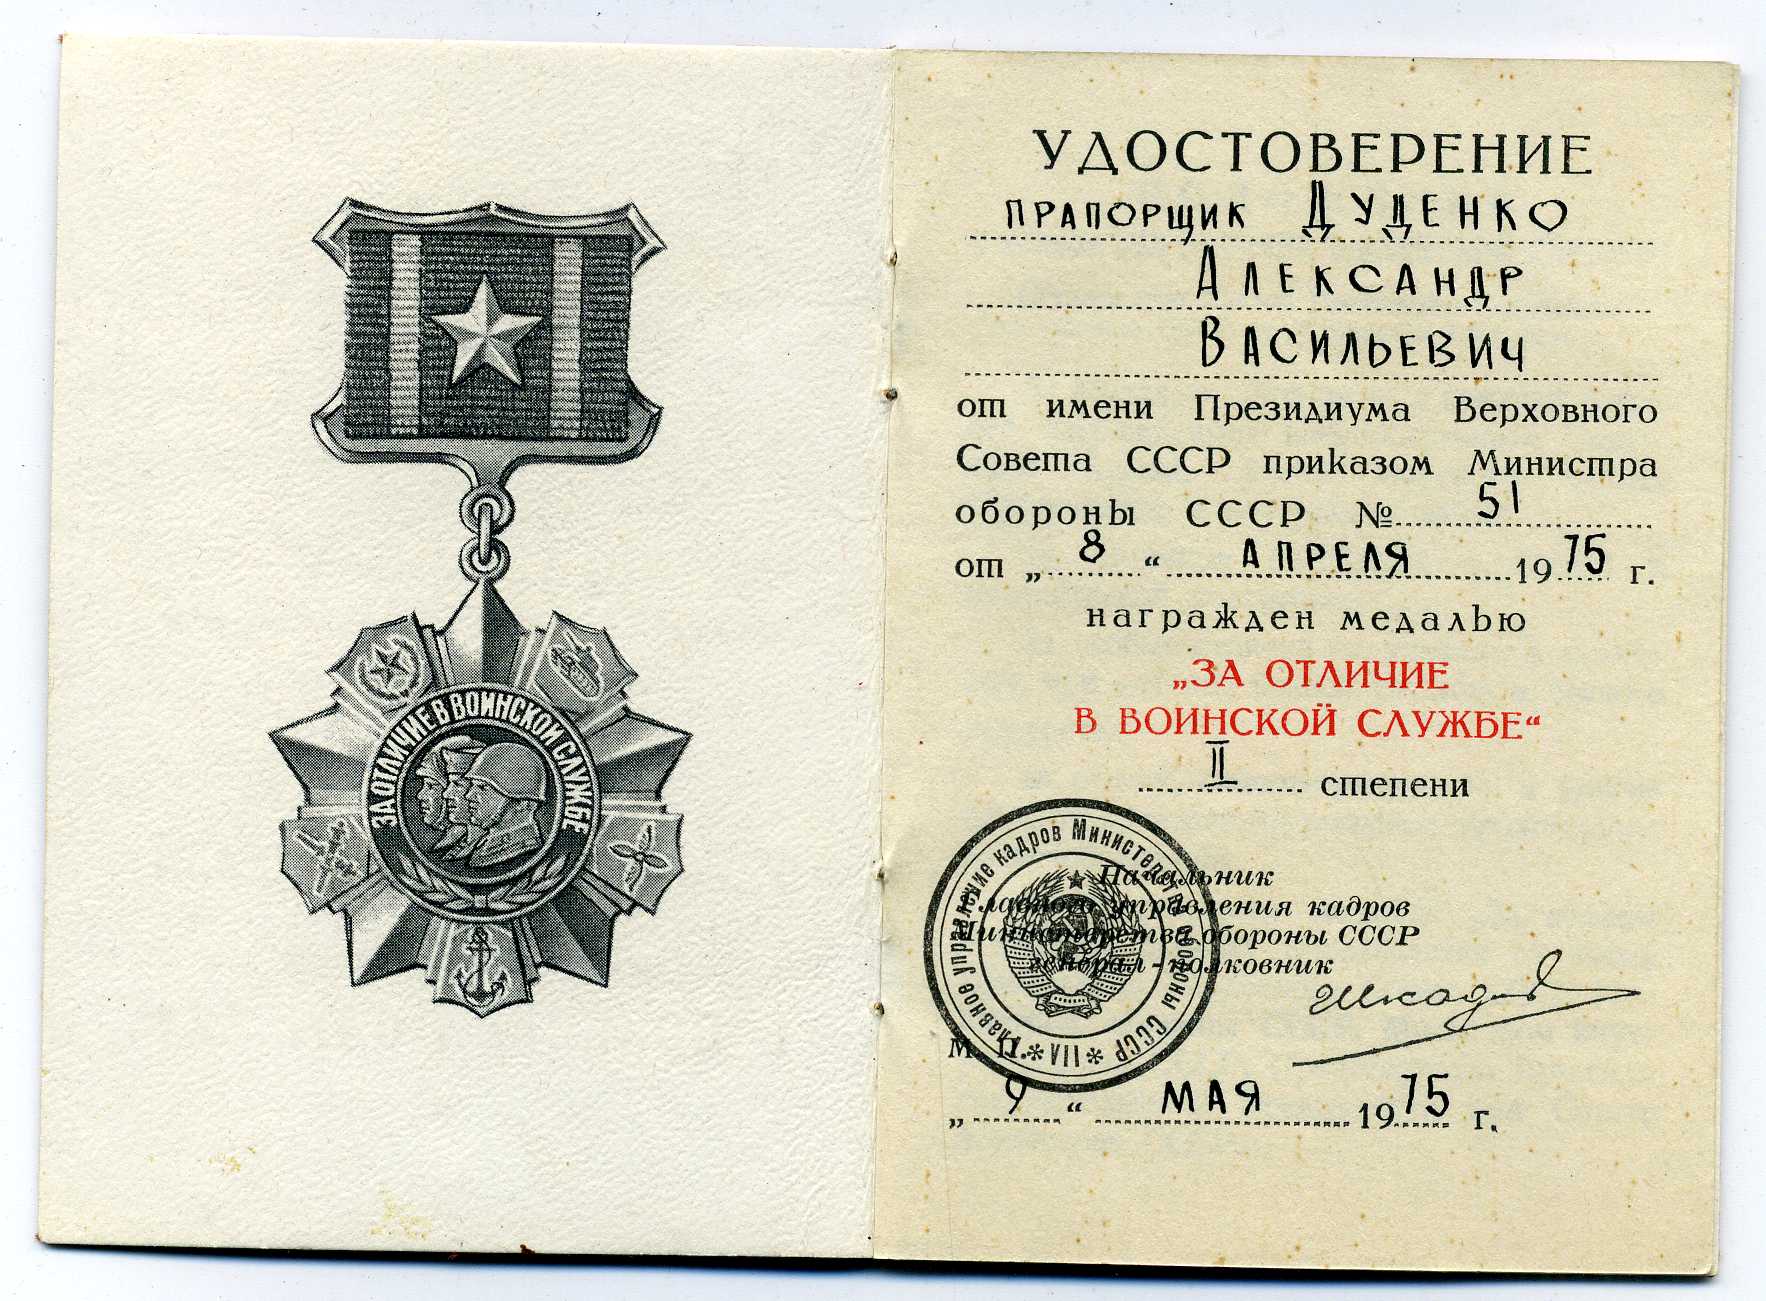 ЗА ОТЛИЧИЕ В ВОИНСКОЙ СЛУЖБЕ
УДОСТОВЕРЕНИЕ
ПРАПОРЩИК ДУДЕНКО
АЛЕКСАНДР
ВАСИЛЬЕВИЧ
от имени Президиума Верховного
Совета СССР приказом Министра
обороны СССР № 51
от „8“ АПРЕЛЯ 1975 г.
награжден медалью
„ЗА ОТЛИЧИЕ
В ВОИНСКОЙ СЛУЖБЕ“
II степени
Начальник
Главного управления кадров
Министерства обороны СССР
генерал-полковник
Главное управление кадров Министерства обороны СССР * VII *
М. П.
„9“ МАЯ 1975 г.